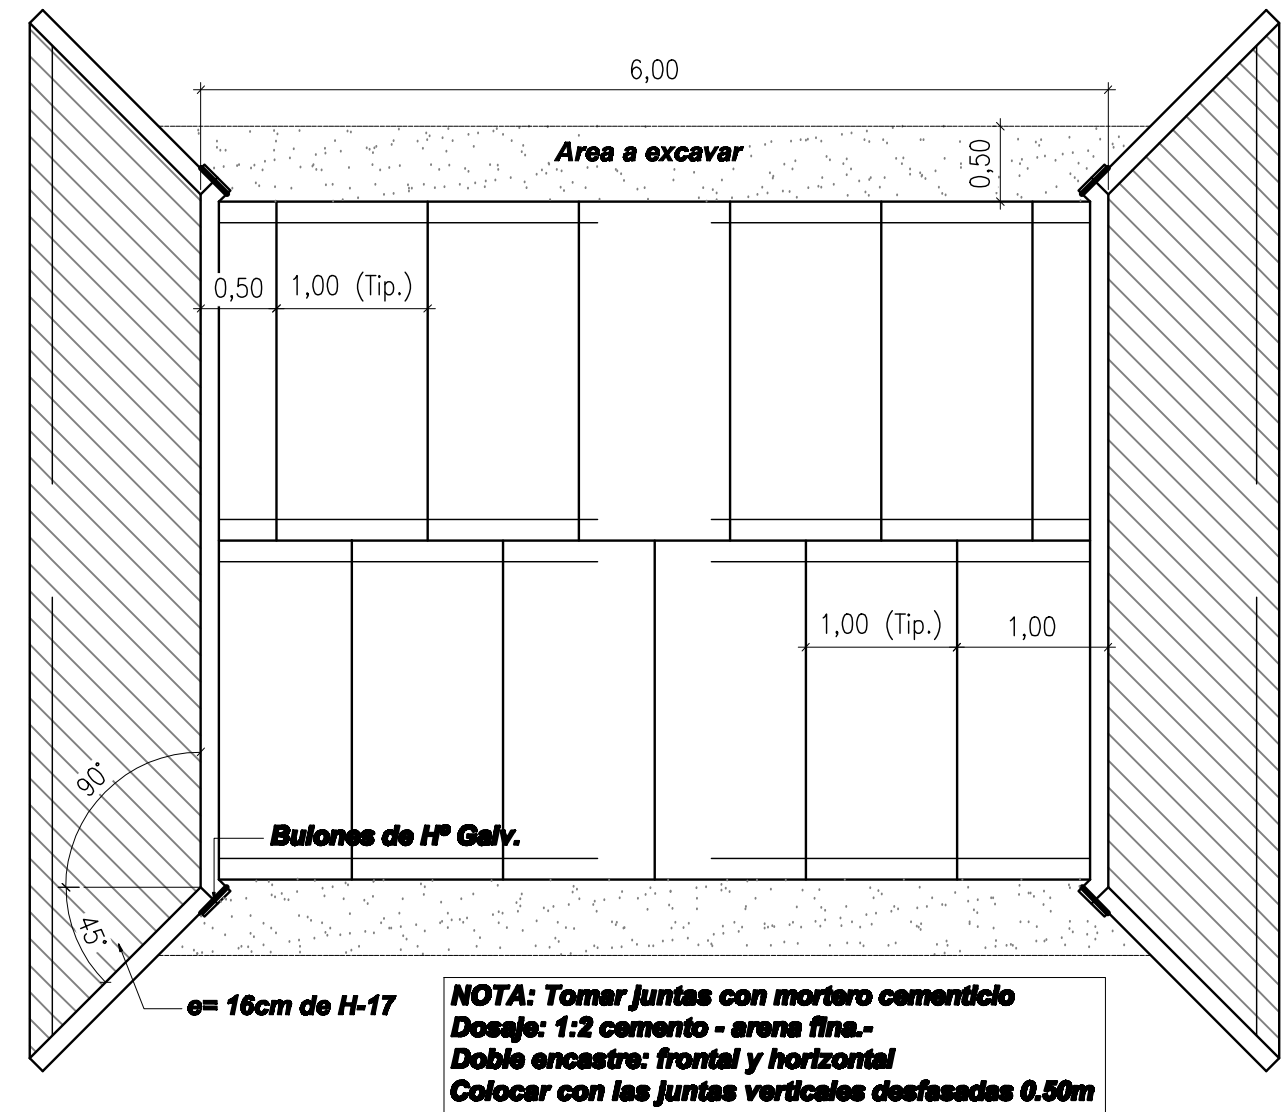 6,00
Area a excavar
0,50
0,50
1,00 (Tip.)
1,00 (Tip.)
1,00
90°
Bulones de Hº Galv.
45°
e= 16cm de H-17
NOTA: Tomar juntas con mortero cementicio
Dosaje: 1:2 cemento - arena fina.-
Doble encastre: frontal y horizontal
Colocar con las juntas verticales desfasadas 0.50m